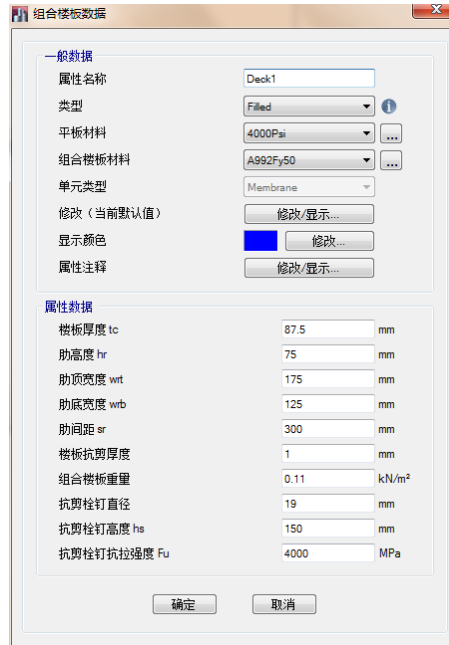 组合楼板数据
一般数据
属性名称 Deck1
类型 Filled
平板材料 4000Psi ...
组合楼板材料 A992Fy50 ...
单元类型 Membrane
修改（当前默认值） 修改/显示...
显示颜色 修改...
属性注释 修改/显示...
属性数据
楼板厚度 tc 87.5 mm
肋高度 hr 75 mm
肋顶宽度 wrt 175 mm
肋底宽度 wrb 125 mm
肋间距 sr 300 mm
楼板抗剪厚度 1 mm
组合楼板重量 0.11 kN/m²
抗剪栓钉直径 19 mm
抗剪栓钉高度 hs 150 mm
抗剪栓钉抗拉强度 Fu 4000 MPa
确定 取消